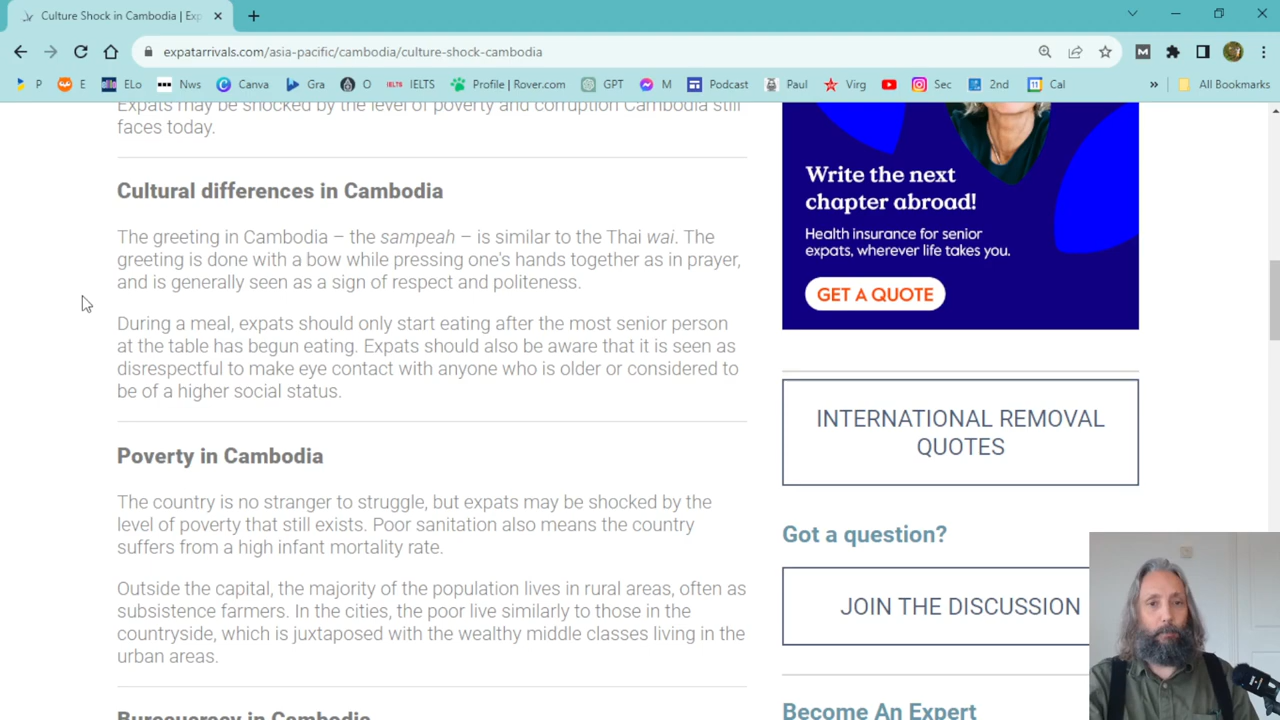 Culture Shock in Cambodia | Exp
expatarrivals.com/asia-pacific/cambodia/culture-shock-cambodia
P E ELo Nws Canva Gra O IELTS IELTS Profile | Rover.com GPT M Podcast Paul Virg Sec 2nd 11 Cal » All Bookmarks
Expats may be shocked by the level of poverty and corruption Cambodia still
faces today.
Cultural differences in Cambodia
The greeting in Cambodia – the sampeah – is similar to the Thai wai. The
greeting is done with a bow while pressing one's hands together as in prayer,
and is generally seen as a sign of respect and politeness.
During a meal, expats should only start eating after the most senior person
at the table has begun eating. Expats should also be aware that it is seen as
disrespectful to make eye contact with anyone who is older or considered to
be of a higher social status.
Poverty in Cambodia
The country is no stranger to struggle, but expats may be shocked by the
level of poverty that still exists. Poor sanitation also means the country
suffers from a high infant mortality rate.
Outside the capital, the majority of the population lives in rural areas, often as
subsistence farmers. In the cities, the poor live similarly to those in the
countryside, which is juxtaposed with the wealthy middle classes living in the
urban areas.
Bureaucracy in Cambodia
Write the next
chapter abroad!
Health insurance for senior
expats, wherever life takes you.
GET A QUOTE
INTERNATIONAL REMOVAL
QUOTES
Got a question?
JOIN THE DISCUSSION
Become An Expert